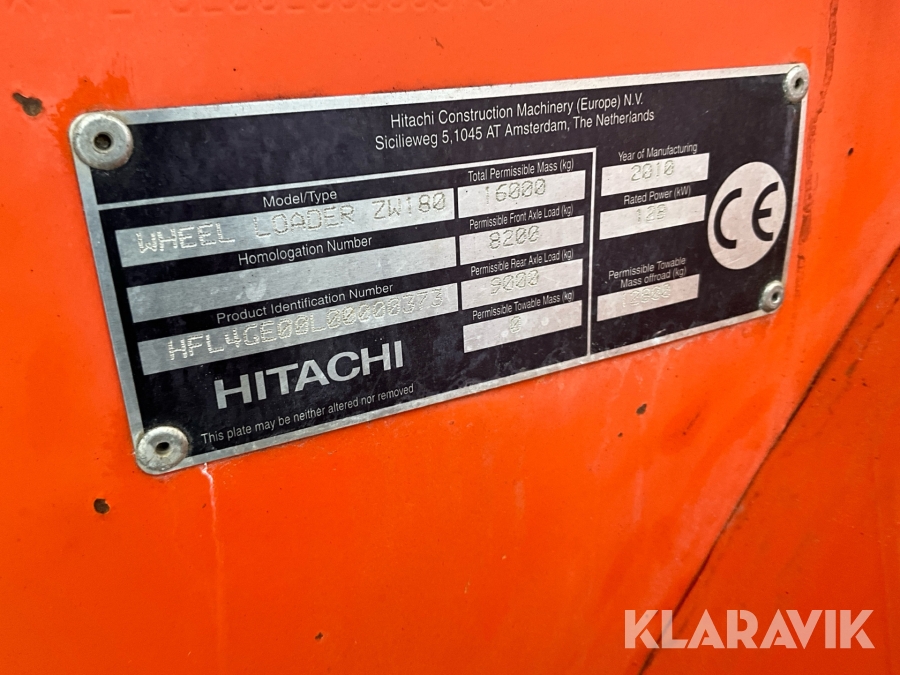 Hitachi Construction Machinery (Europe) N.V.
Sicilieweg 5,1045 AT Amsterdam, The Netherlands
Model/Type
WHEEL LOADER ZW180
Homologation Number
Product Identification Number
HITACHI
This plate may be neither altered nor removed
Total Permissible Mass (kg)
16000
Permissible Front Axle Load (kg)
8200
Permissible Rear Axle Load (kg)
9000
Permissible Towable Mass (kg)
0
Year of Manufacturing
2010
Rated Power (kW)
128
Permissible Towable
Mass offroad (kg)
CE
KLARAVIK